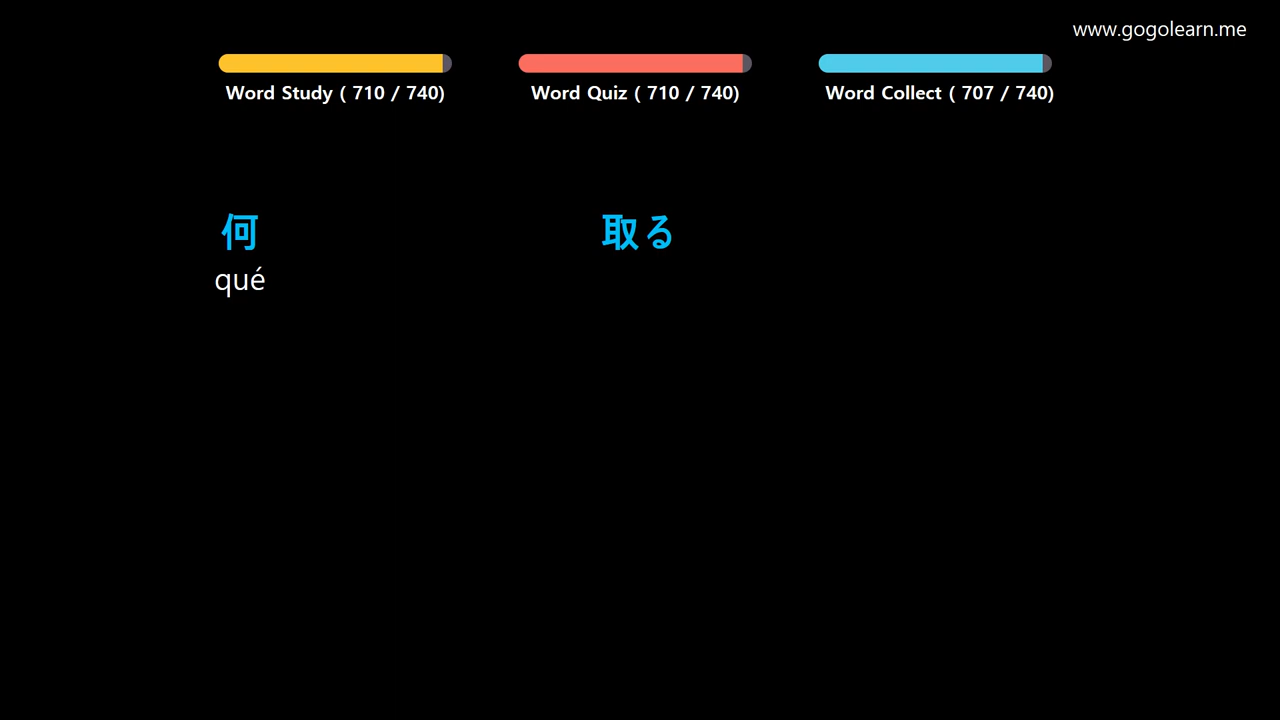 www.gogolearn.me
Word Study ( 710 / 740)
Word Quiz ( 710 / 740)
Word Collect ( 707 / 740)
何
qué
取る